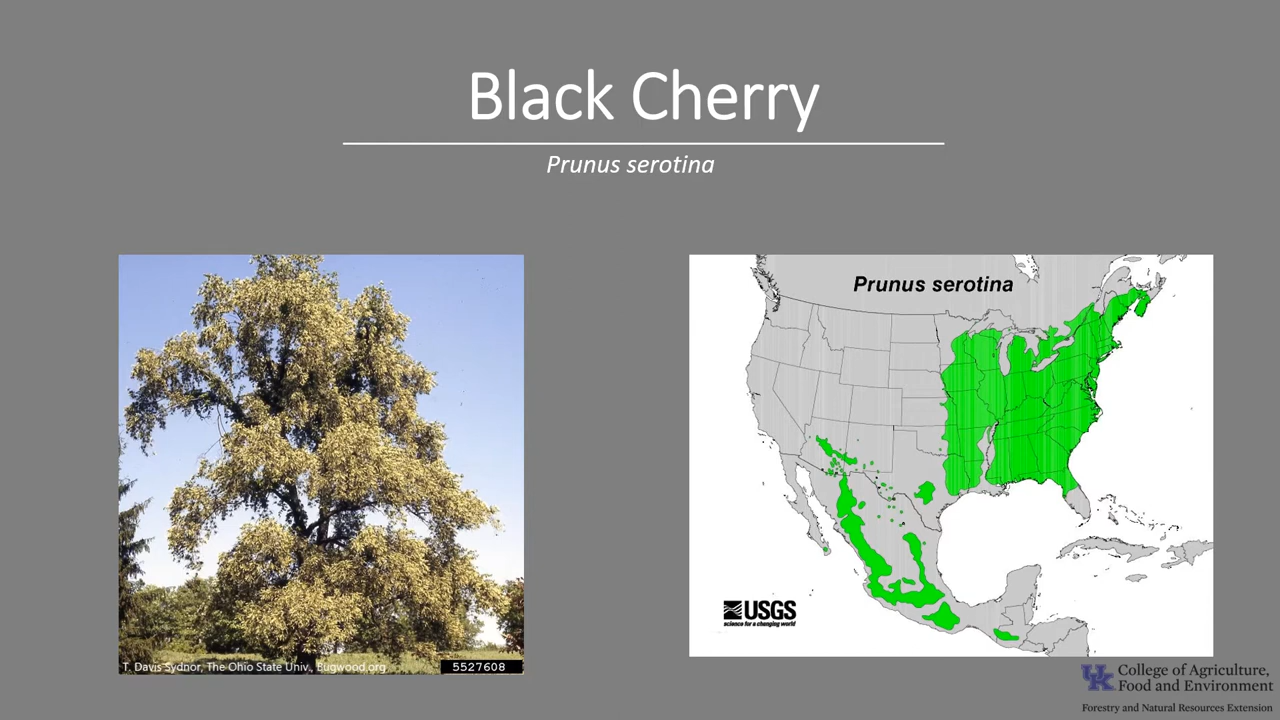 Black Cherry
Prunus serotina
Prunus serotina
USGS
science for a changing world
T. Davis Sydnor, The Ohio State Univ., Bugwood.org
5527608
UK
College of Agriculture,
Food and Environment
Forestry and Natural Resources Extension